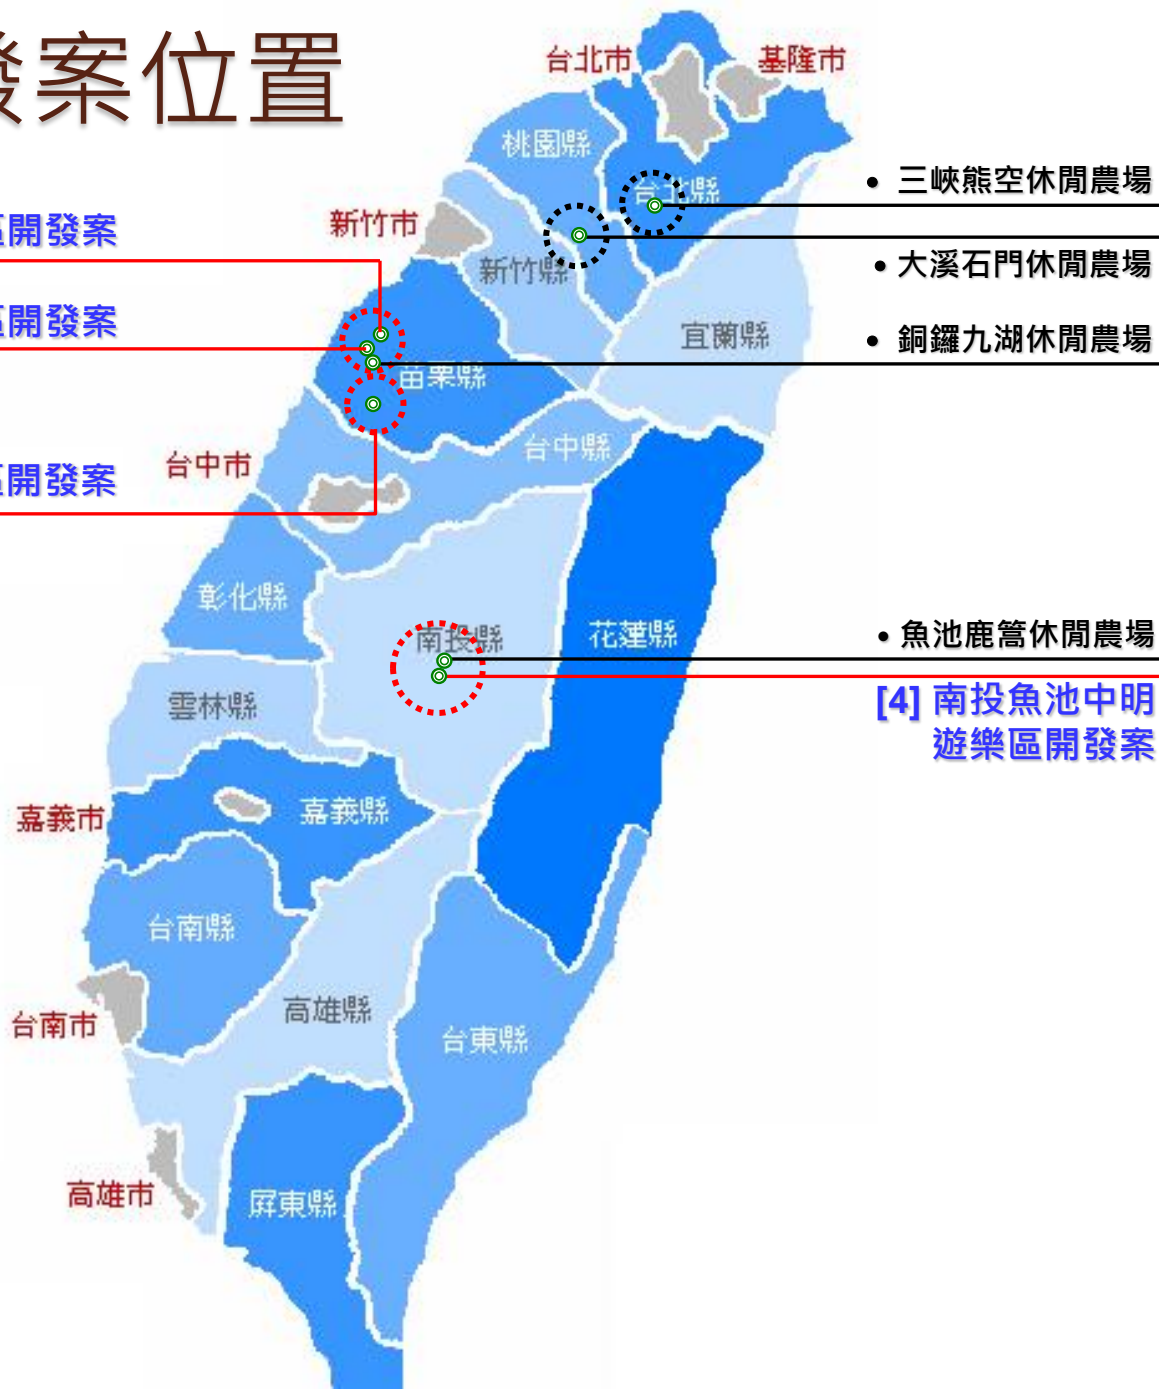 發案位置
台北市
基隆市
桃園縣
台北縣
• 三峽熊空休閒農場
新竹市
區開發案
新竹縣
• 大溪石門休閒農場
區開發案
宜蘭縣
• 銅鑼九湖休閒農場
苗栗縣
台中縣
台中市
區開發案
彰化縣
南投縣
花蓮縣
• 魚池鹿篙休閒農場
雲林縣
[4] 南投魚池中明
遊樂區開發案
嘉義市
嘉義縣
台南縣
高雄縣
台南市
台東縣
高雄市
屏東縣